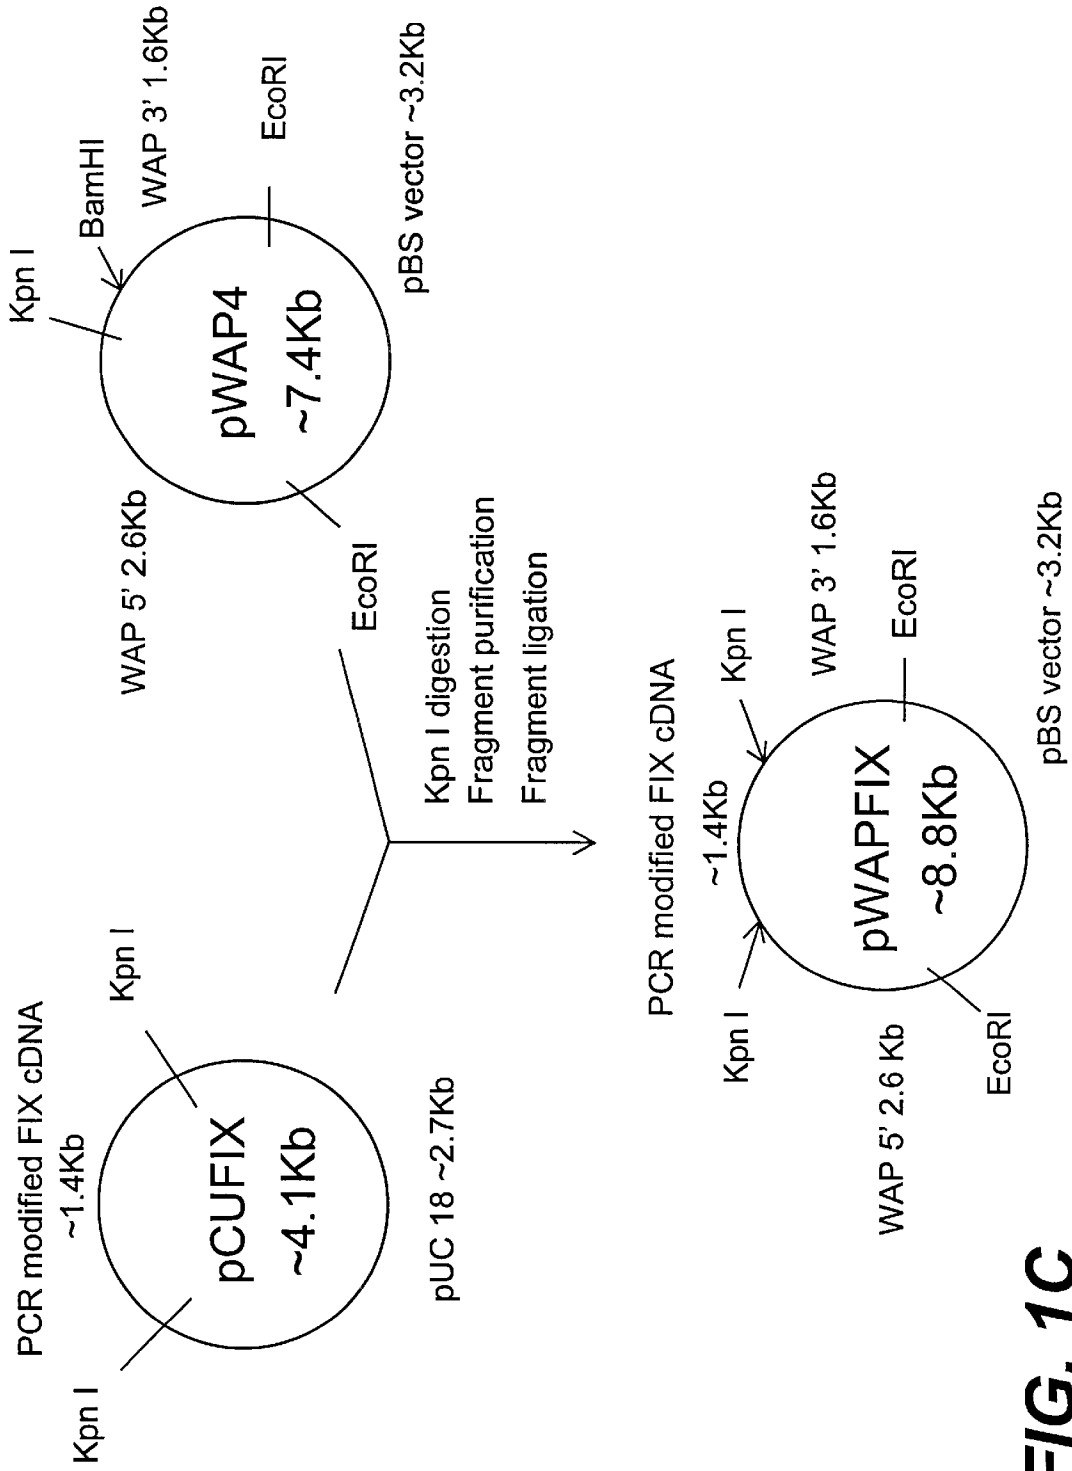 PCR modified FIX cDNA
~1.4Kb
Kpn I
Kpn I
pCUFIX
~4.1Kb
pUC 18 ~2.7Kb
Kpn I
BamHI
WAP 3' 1.6Kb
EcoRI
WAP 5' 2.6Kb
pWAP4
~7.4Kb
EcoRI
pBS vector ~3.2Kb
Kpn I digestion
Fragment purification
Fragment ligation
PCR modified FIX cDNA
~1.4Kb
Kpn I
Kpn I
WAP 3' 1.6Kb
EcoRI
pWAPFIX
~8.8Kb
WAP 5' 2.6 Kb
EcoRI
pBS vector ~3.2Kb
FIG. 1C